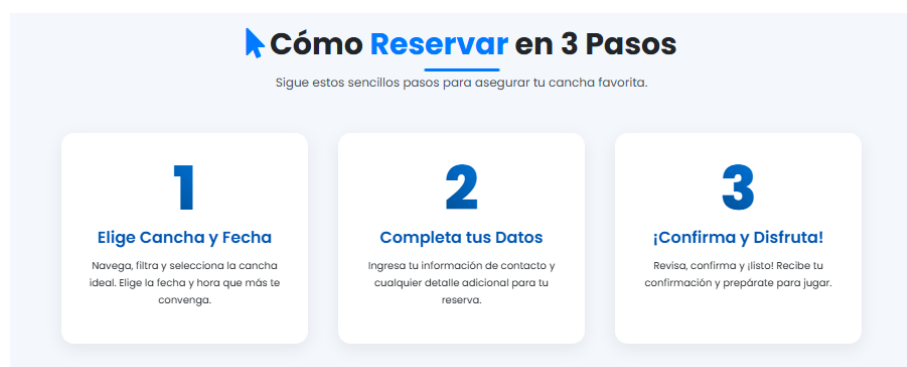 Cómo Reservar en 3 Pasos
Sigue estos sencillos pasos para asegurar tu cancha favorita.
1
Elige Cancha y Fecha
Navega, filtra y selecciona la cancha
ideal. Elige la fecha y hora que más te
convenga.
2
Completa tus Datos
Ingresa tu información de contacto y
cualquier detalle adicional para tu
reserva.
3
¡Confirma y Disfruta!
Revisa, confirma y ¡listo! Recibe tu
confirmación y prepárate para jugar.